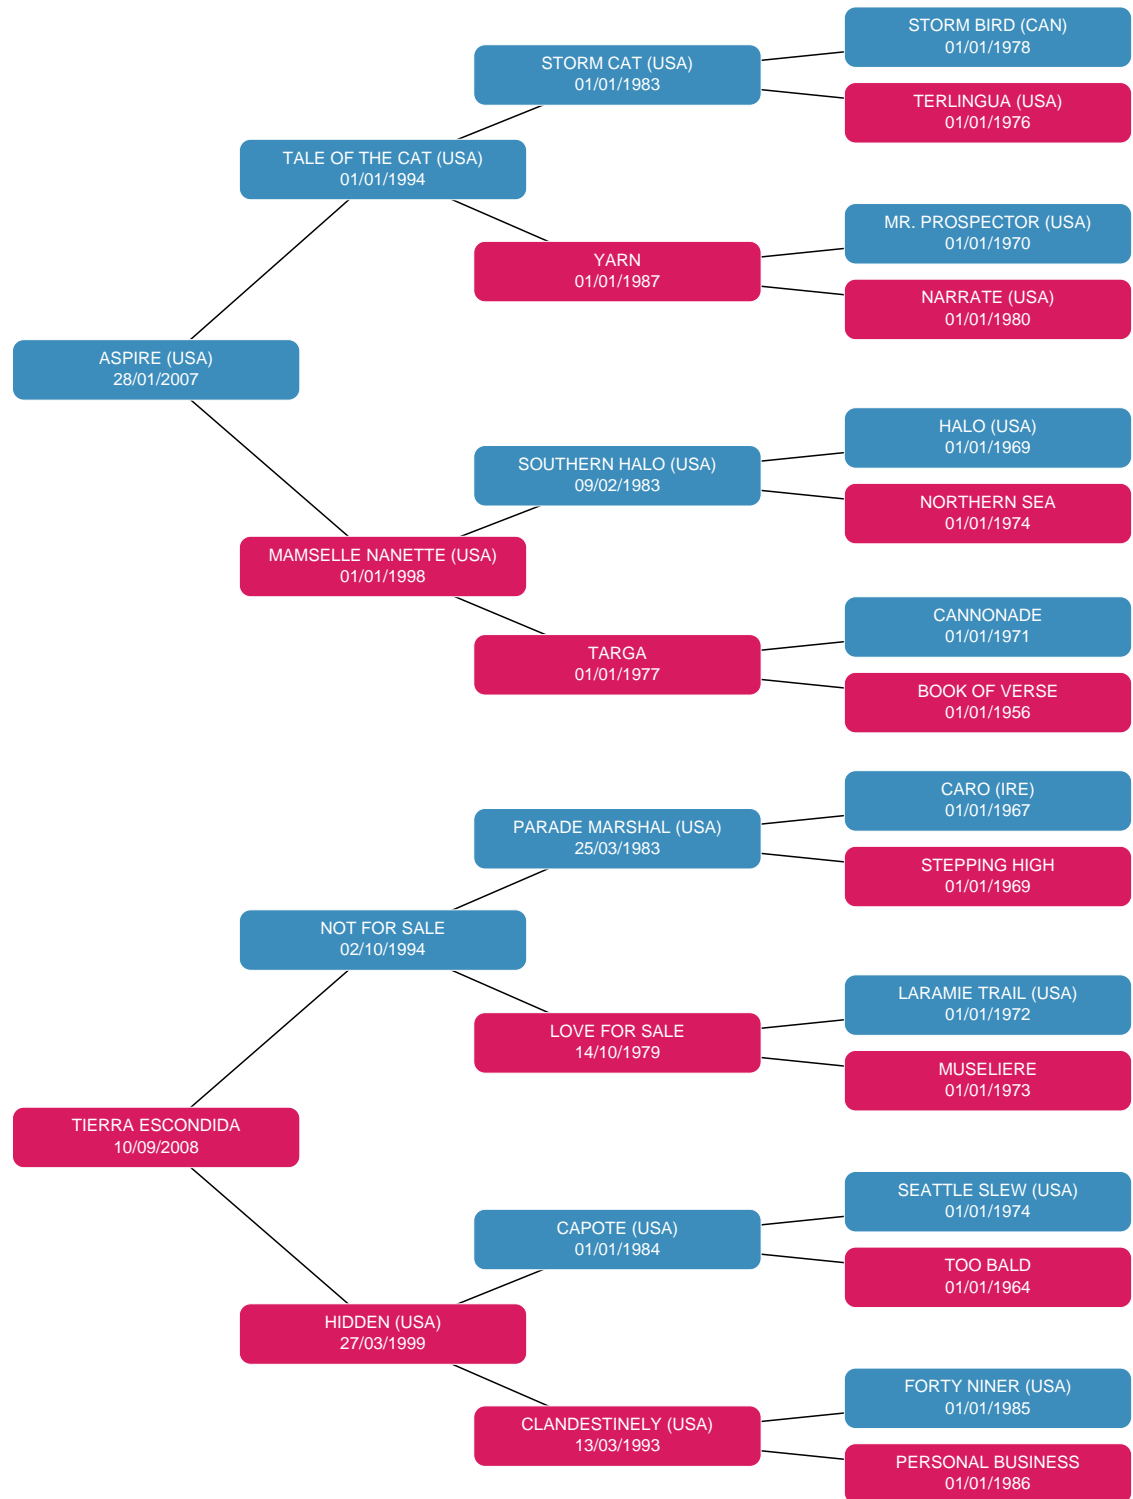 STORM BIRD (CAN)
01/01/1978
STORM CAT (USA)
01/01/1983
TERLINGUA (USA)
01/01/1976
TALE OF THE CAT (USA)
01/01/1994
MR. PROSPECTOR (USA)
01/01/1970
YARN
01/01/1987
NARRATE (USA)
01/01/1980
ASPIRE (USA)
28/01/2007
HALO (USA)
01/01/1969
SOUTHERN HALO (USA)
09/02/1983
NORTHERN SEA
01/01/1974
MAMSELLE NANETTE (USA)
01/01/1998
CANNONADE
01/01/1971
TARGA
01/01/1977
BOOK OF VERSE
01/01/1956
CARO (IRE)
01/01/1967
PARADE MARSHAL (USA)
25/03/1983
STEPPING HIGH
01/01/1969
NOT FOR SALE
02/10/1994
LARAMIE TRAIL (USA)
01/01/1972
LOVE FOR SALE
14/10/1979
MUSELIERE
01/01/1973
TIERRA ESCONDIDA
10/09/2008
SEATTLE SLEW (USA)
01/01/1974
CAPOTE (USA)
01/01/1984
TOO BALD
01/01/1964
HIDDEN (USA)
27/03/1999
FORTY NINER (USA)
01/01/1985
CLANDESTINELY (USA)
13/03/1993
PERSONAL BUSINESS
01/01/1986